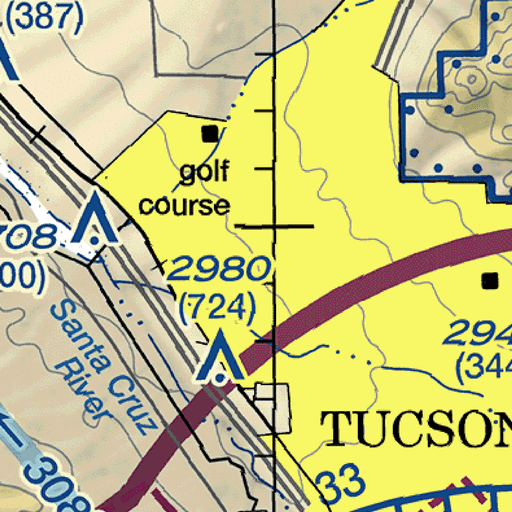 (387)
golf
course
708
00)
2980
(724)
Santa Cruz
River
294
(344
TUCSON
308
33